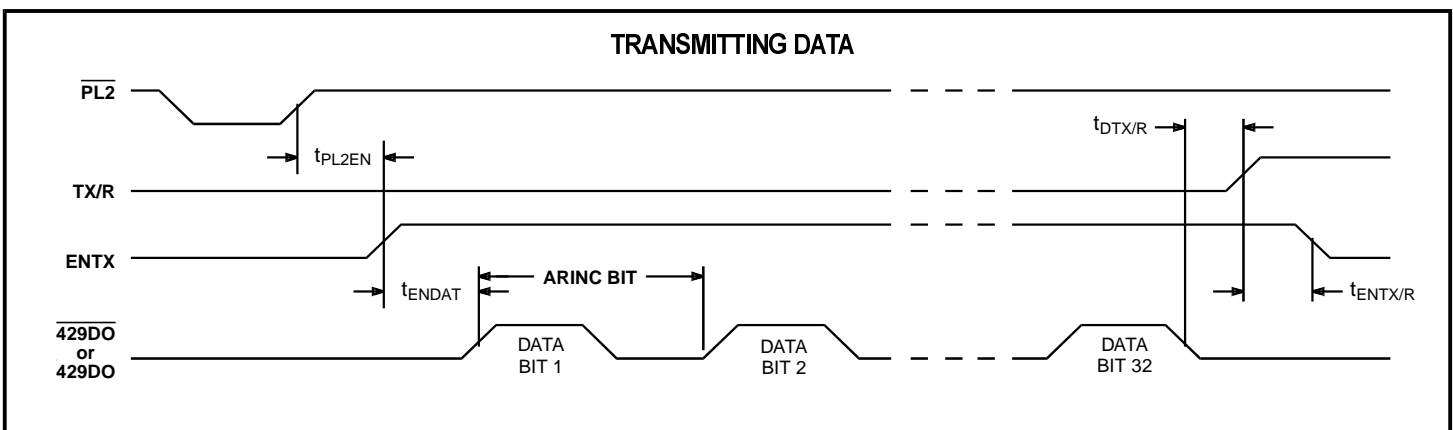 TRANSMITTING DATA
PL2
tDTX/R
tPL2EN
TX/R
ENTX
ARINC BIT
tENDAT
tENTX/R
429DO
or
429DO
DATA
BIT 1
DATA
BIT 2
DATA
BIT 32